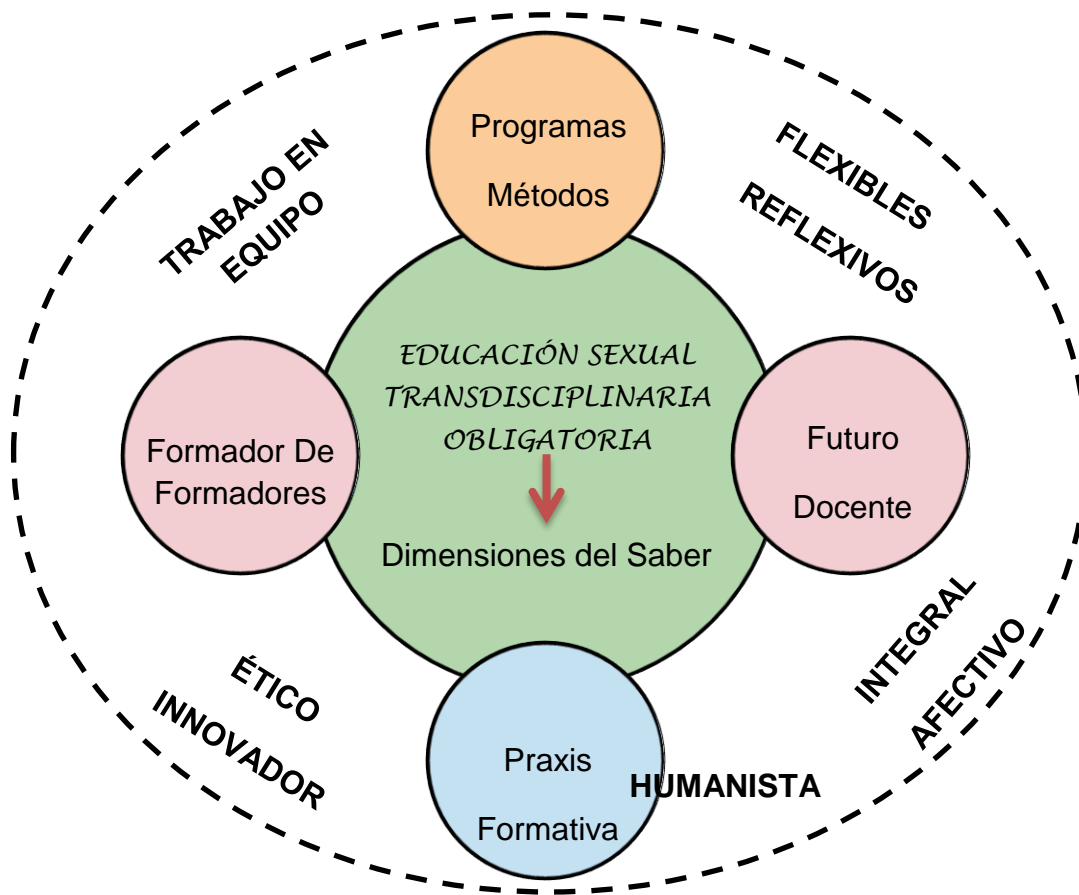 Programas
Métodos
TRABAJO EN
EQUIPO
FLEXIBLES
REFLEXIVOS
EDUCACIÓN SEXUAL
TRANSDISCIPLINARIA
OBLIGATORIA
Dimensiones del Saber
Formador De
Formadores
Futuro
Docente
ÉTICO
INNOVADOR
Praxis
Formativa
HUMANISTA
INTEGRAL
AFECTIVO